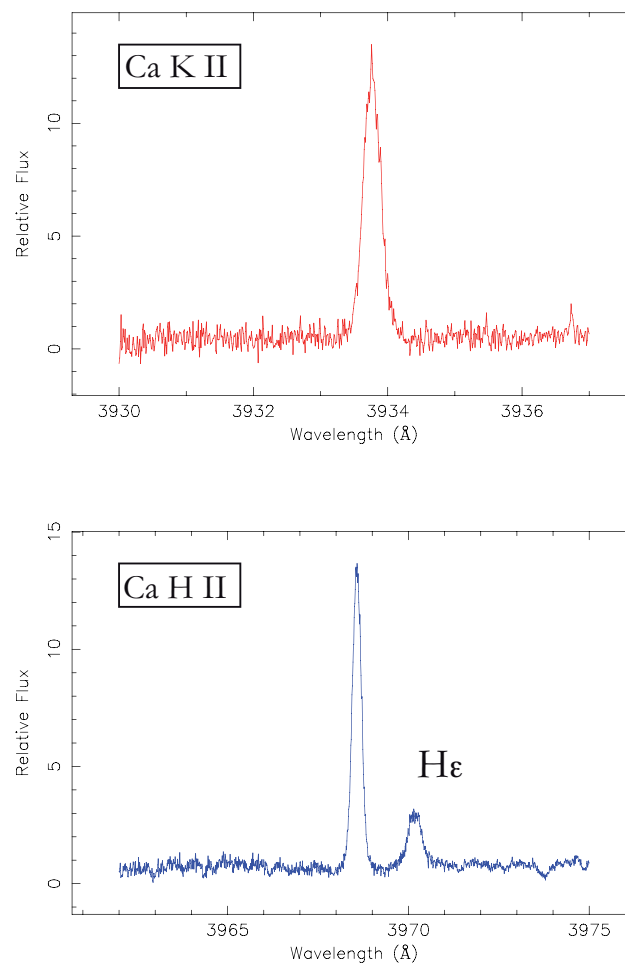 Ca K II
10
5
0
Relative Flux
3930 3932 3934 3936
Wavelength (Å)
Ca H II
15
10
5
0
Relative Flux
Hε
3965 3970 3975
Wavelength (Å)